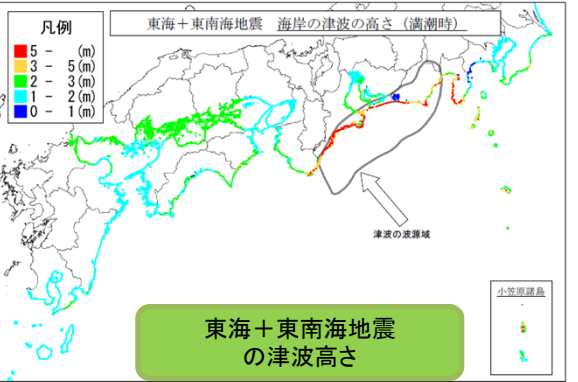 東海＋東南海地震　海岸の津波の高さ（満潮時）
凡例
5 － (m)
3 － 5(m)
2 － 3(m)
1 － 2(m)
0 － 1(m)
津波の波源域
小笠原諸島
東海＋東南海地震
の津波高さ